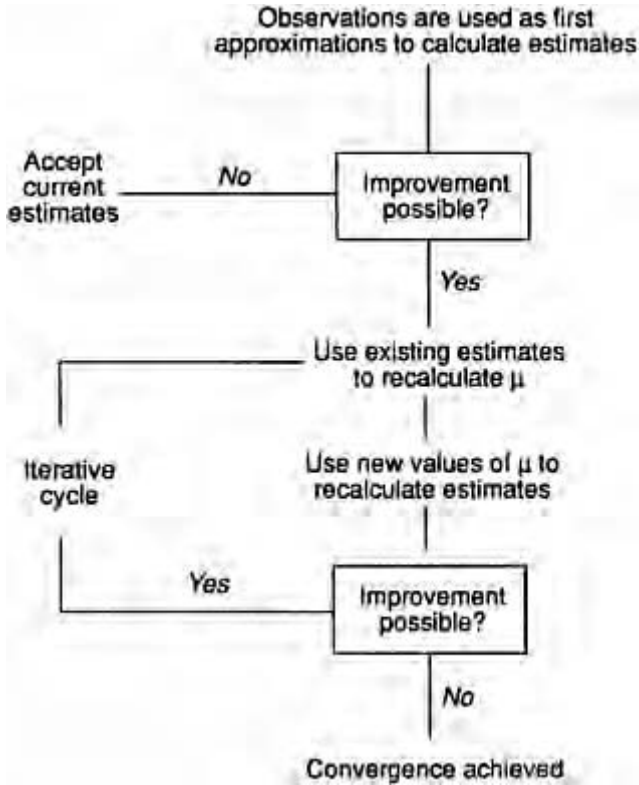 Observations are used as first
approximations to calculate estimates
Accept
current
estimates
No
Improvement
possible?
Yes
Use existing estimates
to recalculate μ
Iterative
cycle
Use new values of μ to
recalculate estimates
Yes
Improvement
possible?
No
Convergence achieved